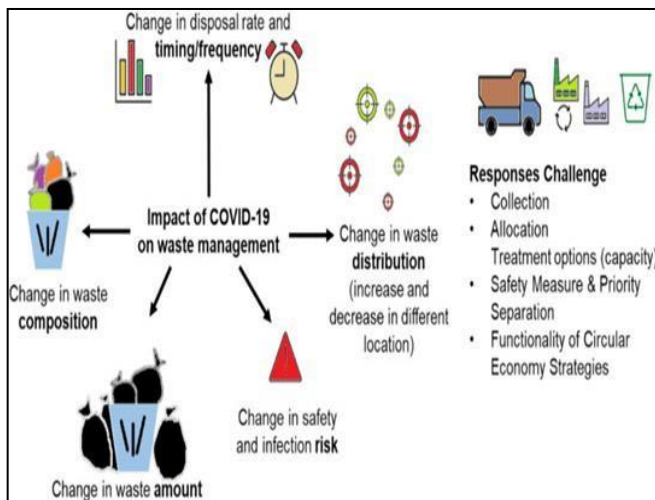 Change in disposal rate and
timing/frequency
Impact of COVID-19
on waste management
Change in waste
composition
Change in waste amount
Change in safety
and infection risk
Change in waste
distribution
(increase and
decrease in different
location)
Responses Challenge
• Collection
• Allocation
Treatment options (capacity)
• Safety Measure & Priority
Separation
• Functionality of Circular
Economy Strategies